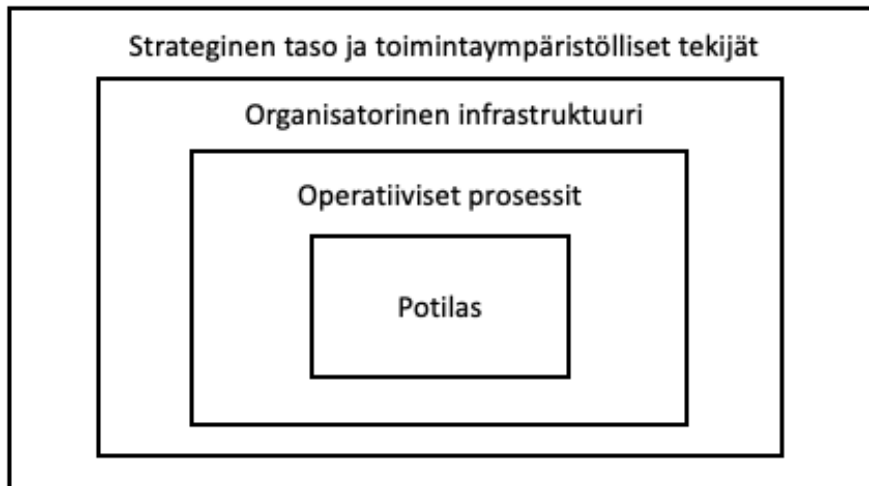 Strateginen taso ja toimintaympäristölliset tekijät
Organisatorinen infrastruktuuri
Operatiiviset prosessit
Potilas